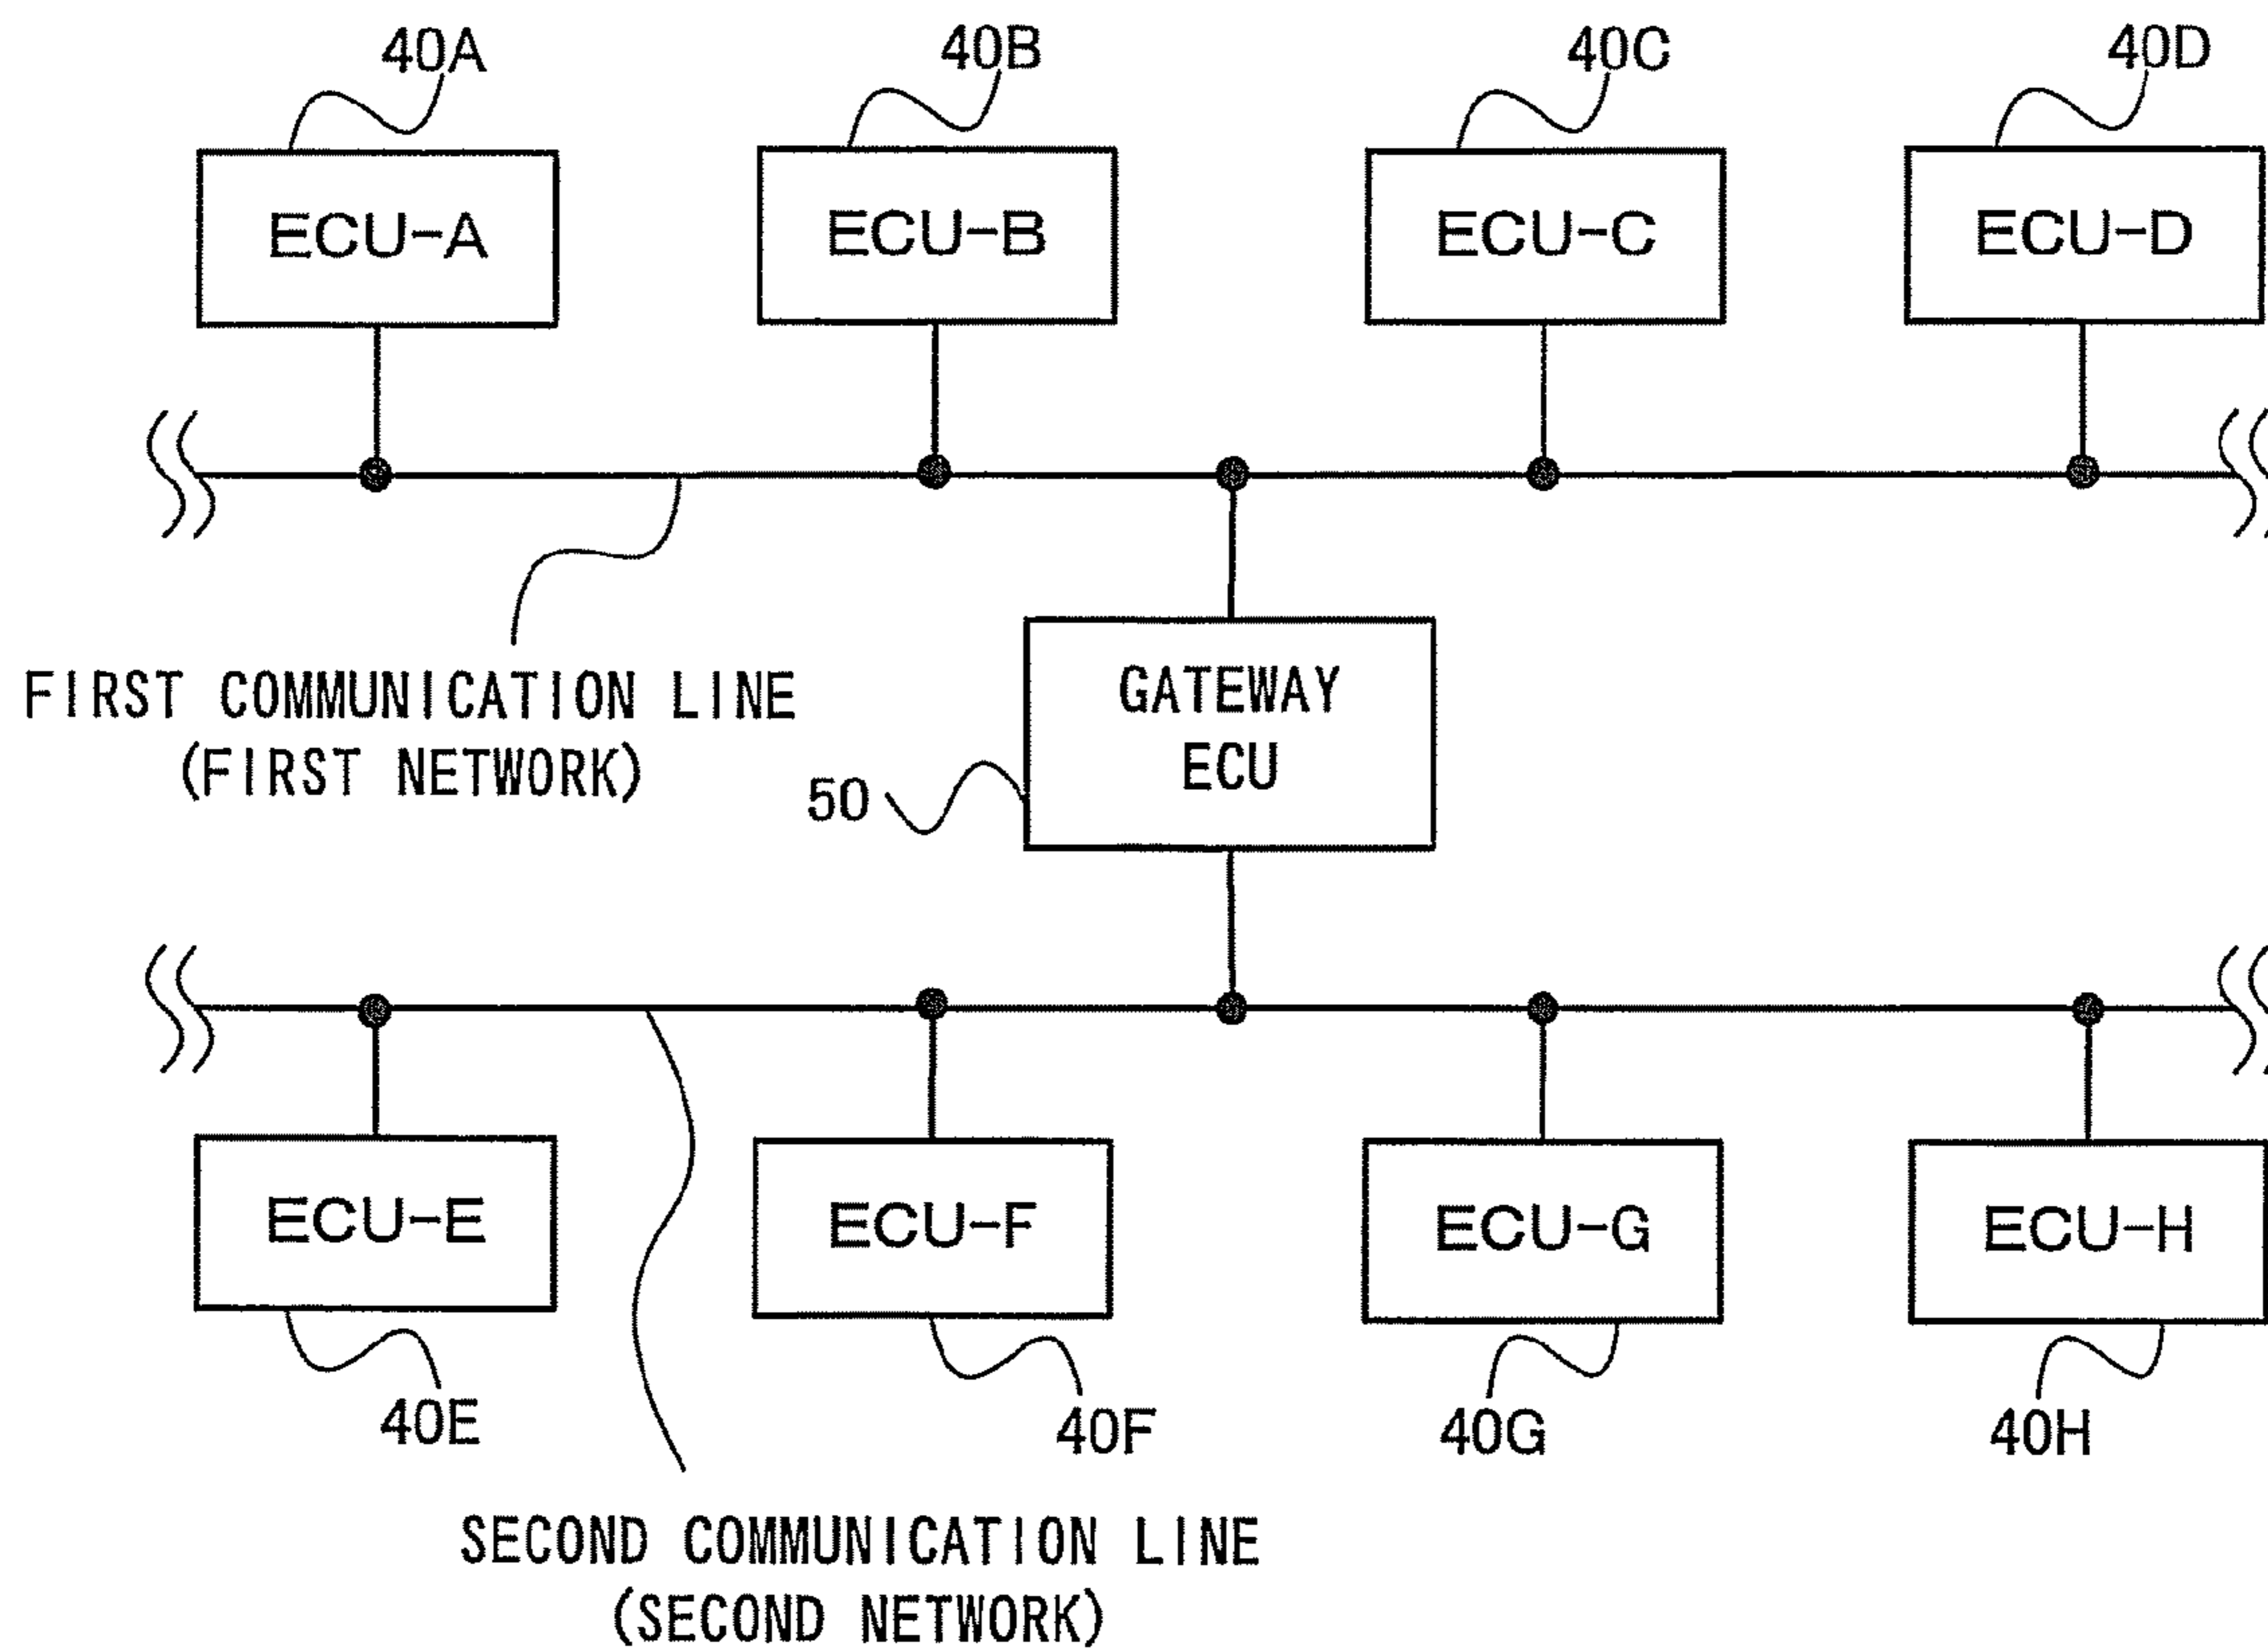 40A
40B
40C
40D
ECU-A
ECU-B
ECU-C
ECU-D
FIRST COMMUNICATION LINE
(FIRST NETWORK)
GATEWAY
ECU
50
ECU-E
ECU-F
ECU-G
ECU-H
40E
40F
40G
40H
SECOND COMMUNICATION LINE
(SECOND NETWORK)